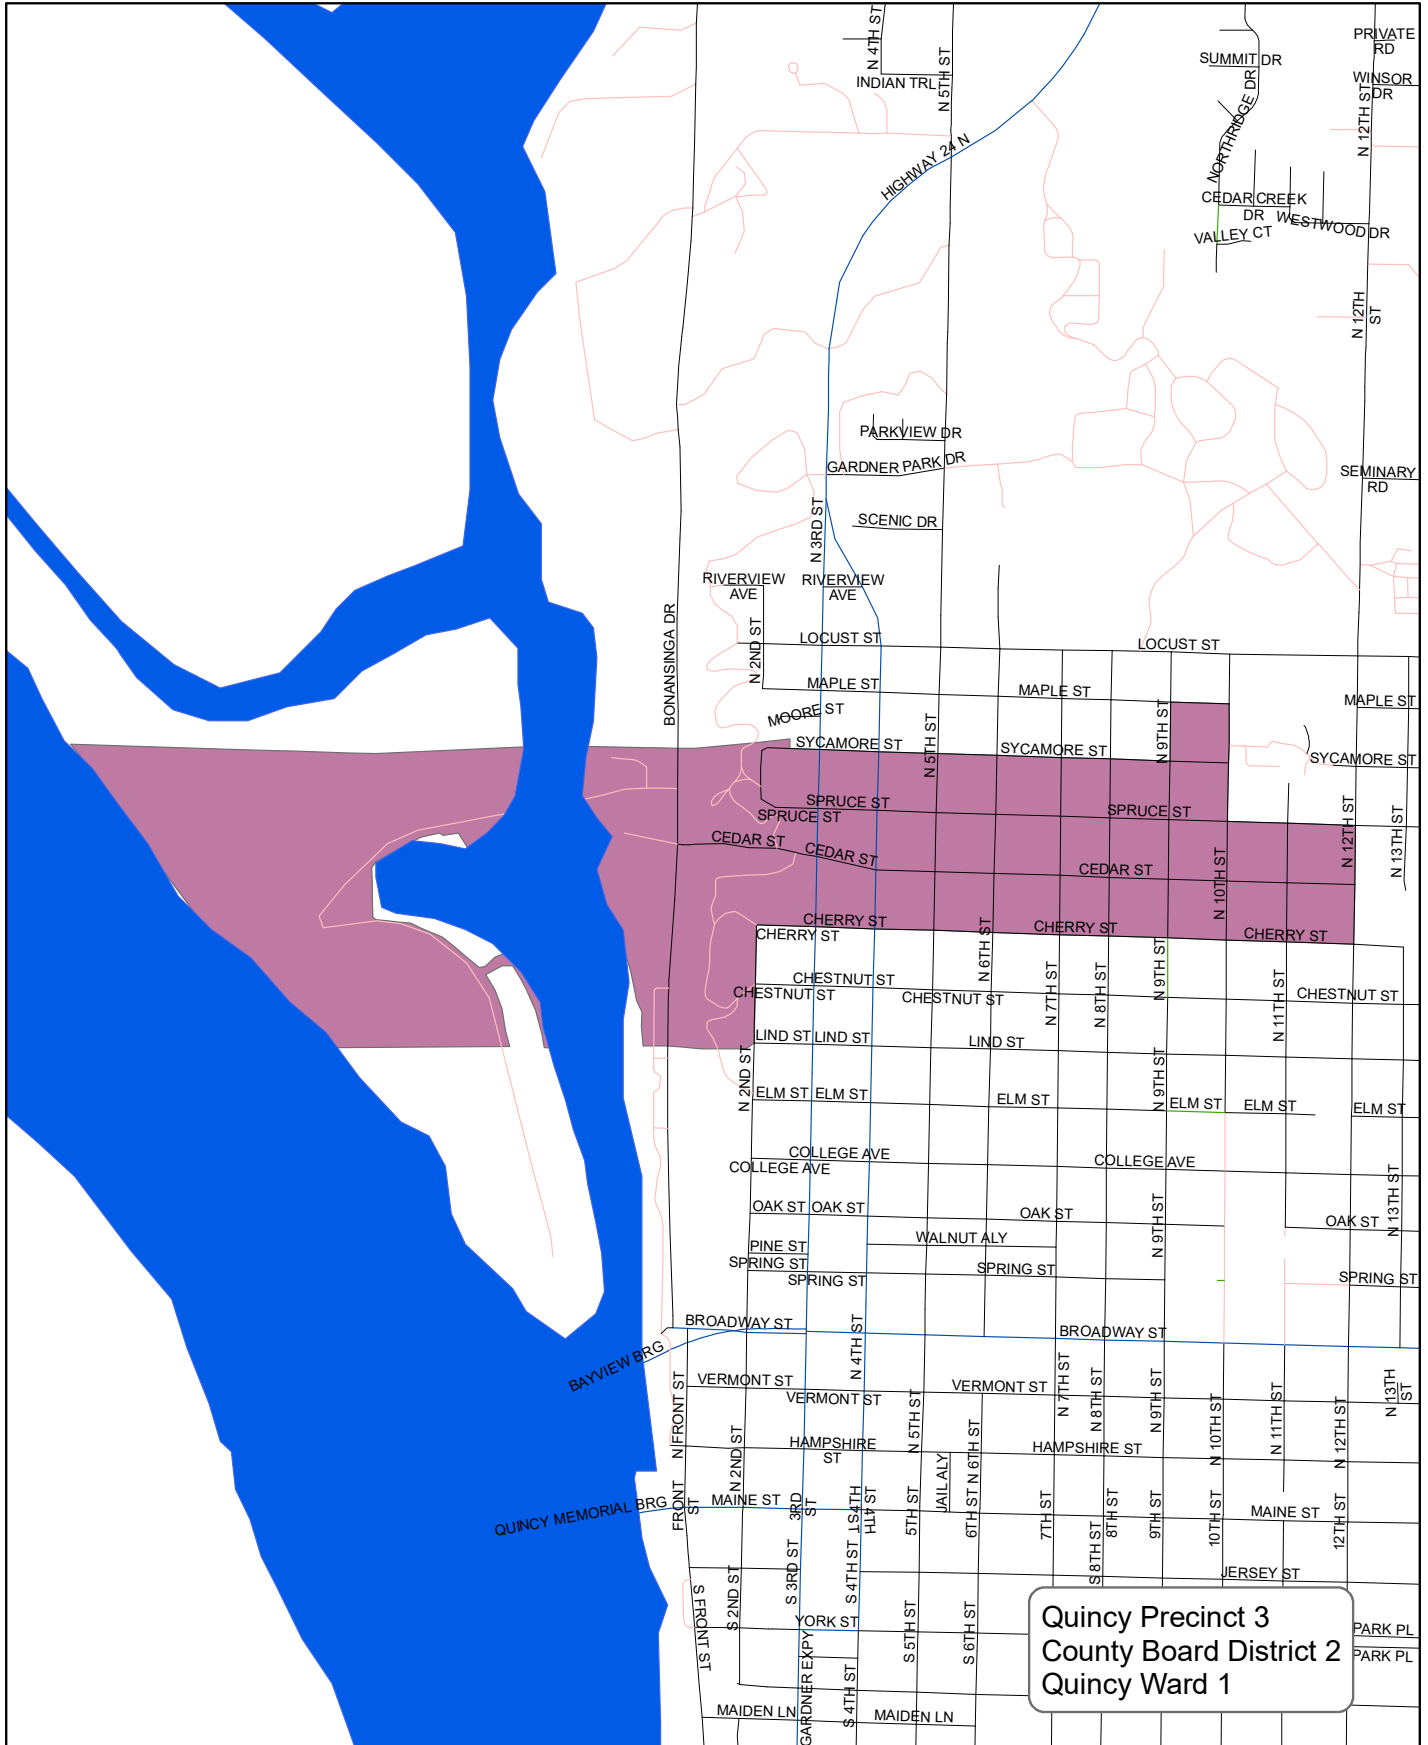 N 4TH ST
INDIAN TRL
N 5TH ST
SUMMIT DR
PRIVATE
RD
WINSOR
DR
N 12TH ST
NORTHRIDGE DR
HIGHWAY 24 N
CEDAR CREEK
DR
WESTWOOD DR
VALLEY CT
N 12TH
ST
PARKVIEW DR
GARDNER PARK DR
SEMINARY
RD
SCENIC DR
N 3RD ST
RIVERVIEW
AVE
RIVERVIEW
AVE
BONANSINGA DR
N 2ND ST
LOCUST ST
LOCUST ST
MAPLE ST
MAPLE ST
MAPLE ST
MOORE ST
N 5TH ST
N 9TH ST
SYCAMORE ST
SYCAMORE ST
SYCAMORE ST
SPRUCE ST
SPRUCE ST
SPRUCE ST
N 12TH ST
N 13TH ST
CEDAR ST
CEDAR ST
CEDAR ST
N 10TH ST
CHERRY ST
CHERRY ST
CHERRY ST
CHERRY ST
N 6TH ST
N 7TH ST
N 8TH ST
N 9TH ST
N 11TH ST
CHESTNUT ST
CHESTNUT ST
CHESTNUT ST
CHESTNUT ST
LIND ST
LIND ST
LIND ST
N 2ND ST
N 9TH ST
ELM ST
ELM ST
ELM ST
ELM ST
ELM ST
ELM ST
COLLEGE AVE
COLLEGE AVE
COLLEGE AVE
N 9TH ST
N 13TH ST
OAK ST
OAK ST
OAK ST
OAK ST
WALNUT ALY
PINE ST
SPRING ST
SPRING ST
SPRING ST
SPRING ST
BROADWAY ST
BROADWAY ST
BAYVIEW BRG
N 4TH ST
VERMONT ST
VERMONT ST
VERMONT ST
N FRONT ST
N 2ND ST
N 5TH ST
N 6TH ST
N 7TH ST
N 8TH ST
N 9TH ST
N 10TH ST
N 11TH ST
N 12TH ST
N 13TH
ST
HAMPSHIRE
ST
HAMPSHIRE ST
JAIL ALY
QUINCY MEMORIAL BRG
FRONT
ST
MAINE ST
MAINE ST
3RD
ST
S 4TH
ST
4TH ST
5TH ST
6TH ST
7TH ST
8TH ST
9TH ST
10TH ST
12TH ST
S 8TH ST
JERSEY ST
S 2ND ST
S 3RD ST
S 4TH ST
S FRONT ST
YORK ST
S 5TH ST
S 6TH ST
GARDNER EXPY
S 4TH ST
MAIDEN LN
MAIDEN LN
PARK PL
PARK PL
Quincy Precinct 3
County Board District 2
Quincy Ward 1